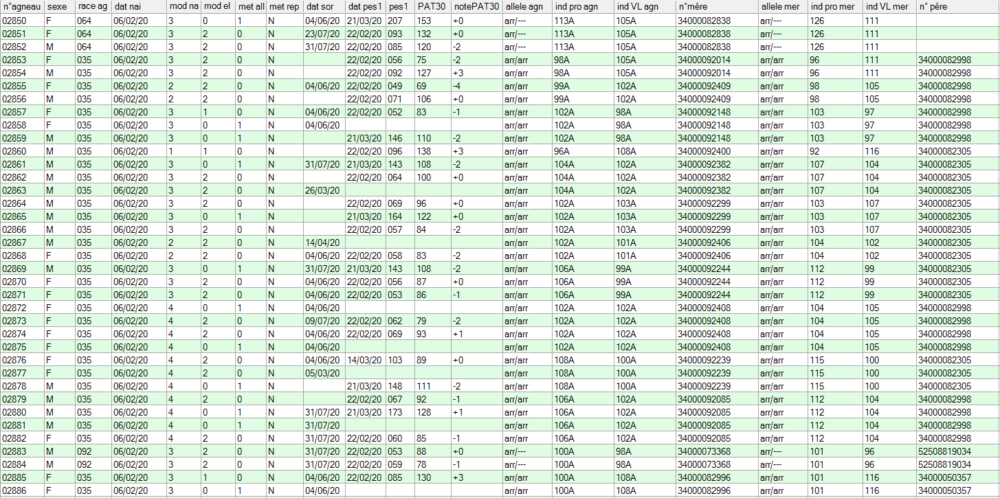 n°agneau sexe race ag dat nai mod na mod el met all met rep dat sor dat pes1 pes1 PAT30 notePAT30 allele agn ind pro agn ind VL agn n°mère allele mer ind pro mer ind VL mer n° père
02850 F 064 06/02/20 3 0 1 N 04/06/20 21/03/20 207 153 +0 arr/--- 113A 105A 34000082838 arr/--- 126 111
02851 F 064 06/02/20 3 2 0 N 23/07/20 22/02/20 093 132 +0 arr/--- 113A 105A 34000082838 arr/--- 126 111
02852 M 064 06/02/20 3 2 0 N 31/07/20 22/02/20 085 120 -2 arr/--- 113A 105A 34000082838 arr/--- 126 111
02853 F 035 06/02/20 3 2 0 N 22/02/20 056 75 -2 arr/arr 98A 105A 34000092014 arr/arr 96 111 34000082998
02854 M 035 06/02/20 3 2 0 N 22/02/20 092 127 +3 arr/arr 98A 105A 34000092014 arr/arr 96 111 34000082998
02855 F 035 06/02/20 2 2 0 N 04/06/20 22/02/20 049 69 -4 arr/arr 99A 102A 34000092409 arr/arr 98 105 34000082998
02856 M 035 06/02/20 2 2 0 N 22/02/20 071 106 +0 arr/arr 99A 102A 34000092409 arr/arr 98 105 34000082998
02857 F 035 06/02/20 3 1 0 N 04/06/20 22/02/20 052 83 -1 arr/arr 102A 98A 34000092148 arr/arr 103 97 34000082998
02858 F 035 06/02/20 3 0 1 N 04/06/20 arr/arr 102A 98A 34000092148 arr/arr 103 97 34000082998
02859 M 035 06/02/20 3 0 1 N 21/03/20 146 110 -2 arr/arr 102A 98A 34000092148 arr/arr 103 97 34000082998
02860 M 035 06/02/20 1 1 0 N 22/02/20 096 138 +3 arr/arr 96A 108A 34000092400 arr/arr 92 116 34000082305
02861 M 035 06/02/20 3 0 1 N 31/07/20 21/03/20 143 108 -2 arr/arr 104A 102A 34000092382 arr/arr 107 104 34000082305
02862 M 035 06/02/20 3 2 0 N 22/02/20 064 100 +0 arr/arr 104A 102A 34000092382 arr/arr 107 104 34000082305
02863 M 035 06/02/20 3 2 0 N 26/03/20 arr/arr 104A 102A 34000092382 arr/arr 107 104 34000082305
02864 M 035 06/02/20 3 2 0 N 22/02/20 069 96 +0 arr/arr 102A 103A 34000092299 arr/arr 103 107 34000082305
02865 M 035 06/02/20 3 0 1 N 21/03/20 164 122 +0 arr/arr 102A 103A 34000092299 arr/arr 103 107 34000082305
02866 M 035 06/02/20 3 2 0 N 22/02/20 057 84 -2 arr/arr 102A 103A 34000092299 arr/arr 103 107 34000082305
02867 M 035 06/02/20 2 2 0 N 14/04/20 arr/arr 102A 101A 34000092406 arr/arr 104 102 34000082305
02868 F 035 06/02/20 2 2 0 N 04/06/20 22/02/20 058 83 -2 arr/arr 102A 101A 34000092406 arr/arr 104 102 34000082305
02869 M 035 06/02/20 3 0 1 N 31/07/20 21/03/20 143 108 -2 arr/arr 106A 99A 34000092244 arr/arr 112 99 34000082305
02870 F 035 06/02/20 3 2 0 N 04/06/20 22/02/20 056 87 +0 arr/arr 106A 99A 34000092244 arr/arr 112 99 34000082305
02871 F 035 06/02/20 3 2 0 N 04/06/20 22/02/20 053 86 -1 arr/arr 106A 99A 34000092244 arr/arr 112 99 34000082305
02872 F 035 06/02/20 4 0 1 N 04/06/20 arr/arr 102A 102A 34000092408 arr/arr 104 105 34000082998
02873 F 035 06/02/20 4 2 0 N 09/07/20 22/02/20 062 79 -2 arr/arr 102A 102A 34000092408 arr/arr 104 105 34000082998
02874 F 035 06/02/20 4 2 0 N 04/06/20 22/02/20 069 93 +1 arr/arr 102A 102A 34000092408 arr/arr 104 105 34000082998
02875 F 035 06/02/20 4 0 1 N 04/06/20 arr/arr 102A 102A 34000092408 arr/arr 104 105 34000082998
02876 F 035 06/02/20 4 2 0 N 04/06/20 14/03/20 103 89 +0 arr/arr 108A 100A 34000092239 arr/arr 115 100 34000082305
02877 F 035 06/02/20 4 2 0 N 05/03/20 arr/arr 108A 100A 34000092239 arr/arr 115 100 34000082305
02878 M 035 06/02/20 4 0 1 N 21/03/20 148 111 -2 arr/arr 108A 100A 34000092239 arr/arr 115 100 34000082305
02879 M 035 06/02/20 4 2 0 N 22/02/20 067 92 -1 arr/arr 106A 102A 34000092085 arr/arr 112 104 34000082998
02880 M 035 06/02/20 4 0 1 N 31/07/20 21/03/20 173 128 +1 arr/arr 106A 102A 34000092085 arr/arr 112 104 34000082998
02881 M 035 06/02/20 4 0 1 N 31/07/20 arr/arr 106A 102A 34000092085 arr/arr 112 104 34000082998
02882 F 035 06/02/20 4 2 0 N 31/07/20 22/02/20 060 85 -1 arr/arr 106A 102A 34000092085 arr/arr 112 104 34000082998
02883 M 092 06/02/20 3 2 0 N 31/07/20 22/02/20 053 88 +0 arr/--- 100A 98A 34000073368 arr/--- 101 96 52508819034
02884 M 092 06/02/20 3 2 0 N 31/07/20 22/02/20 059 78 -1 arr/--- 100A 98A 34000073368 arr/--- 101 96 52508819034
02885 F 035 06/02/20 3 1 0 N 04/06/20 22/02/20 085 130 +3 arr/arr 100A 108A 34000082996 arr/arr 101 116 34000050357
02886 F 035 06/02/20 3 0 1 N 04/06/20 arr/arr 100A 108A 34000082996 arr/arr 101 116 34000050357